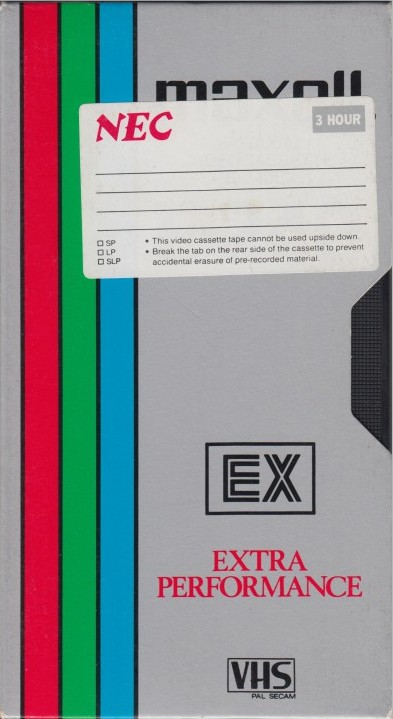 maxell
NEC
3 HOUR
☐ SP
☐ LP
☐ SLP
• This video cassette tape cannot be used upside down.
• Break the tab on the rear side of the cassette to prevent
accidental erasure of pre-recorded material.
EX
EXTRA
PERFORMANCE
VHS
PAL SECAM